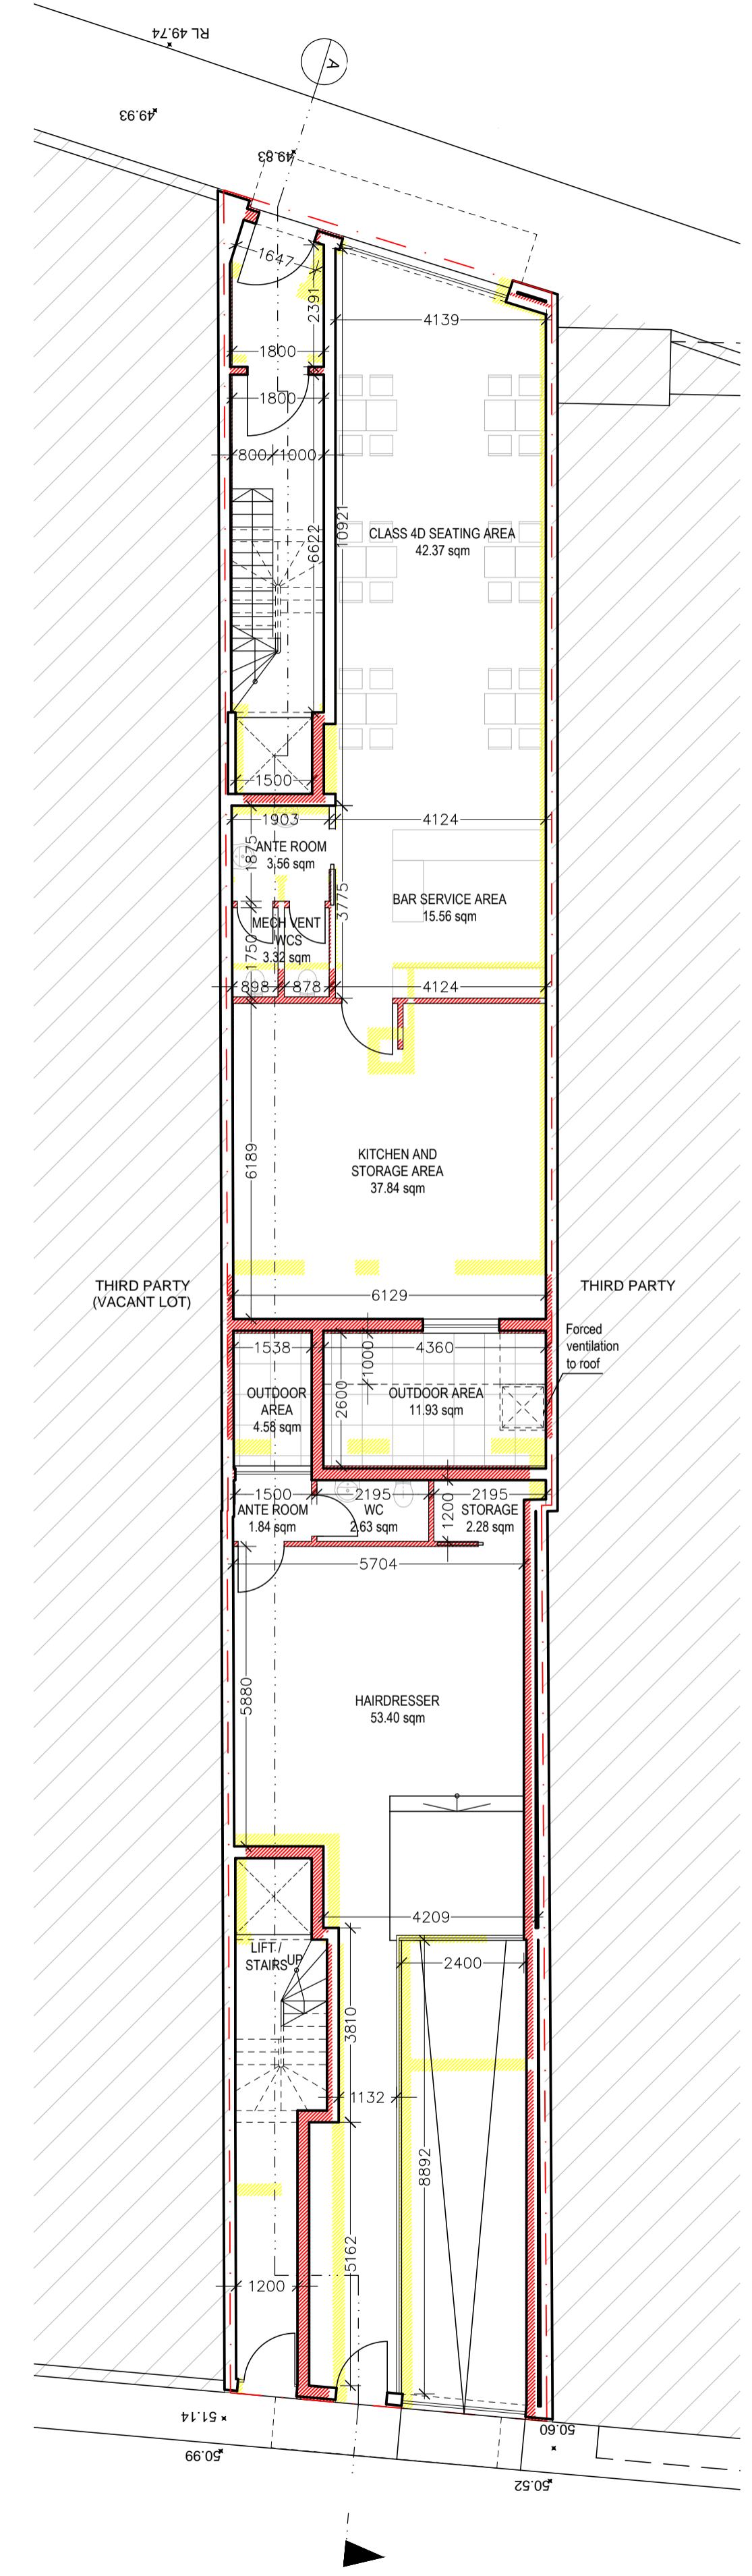 RL 49.74
49.93
A
49.83
1647
2391
4139
1800
1800
800
1000
6622
10921
CLASS 4D SEATING AREA
42.37 sqm
1500
1903
4124
1875
ANTE ROOM
3.56 sqm
3775
BAR SERVICE AREA
15.56 sqm
1750
MECH VENT
WCS
3.32 sqm
898
878
4124
6189
KITCHEN AND
STORAGE AREA
37.84 sqm
THIRD PARTY
(VACANT LOT)
6129
THIRD PARTY
Forced
ventilation
to roof
1538
1000
4360
2600
OUTDOOR
AREA
4.58 sqm
OUTDOOR AREA
11.93 sqm
1500
2195
2195
ANTE ROOM
1.84 sqm
WC
2.63 sqm
1200
STORAGE
2.28 sqm
5704
5880
HAIRDRESSER
53.40 sqm
4209
LIFT /
STAIRS
UP
2400
3810
1132
8892
5162
1200
51.14
50.99
50.60
50.52